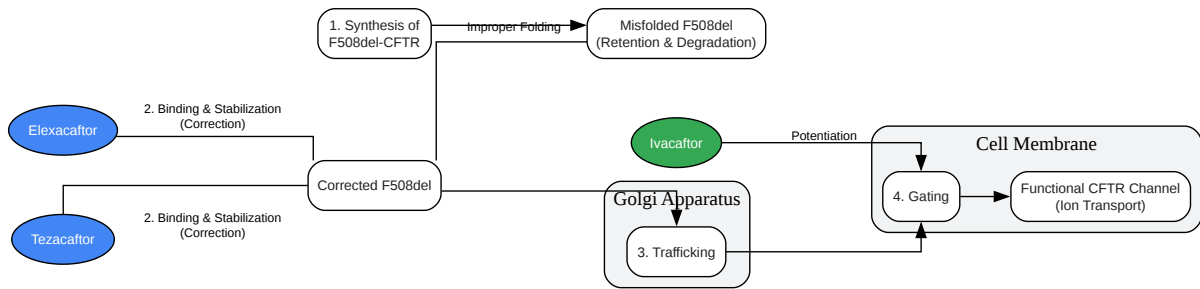 1. Synthesis of
F508del-CFTR
Improper Folding
Misfolded F508del
(Retention & Degradation)
Elexacaftor
2. Binding & Stabilization
(Correction)
Ivacaftor
Potentiation
Cell Membrane
Corrected F508del
Golgi Apparatus
4. Gating
Functional CFTR Channel
(Ion Transport)
Tezacaftor
2. Binding & Stabilization
(Correction)
3. Trafficking